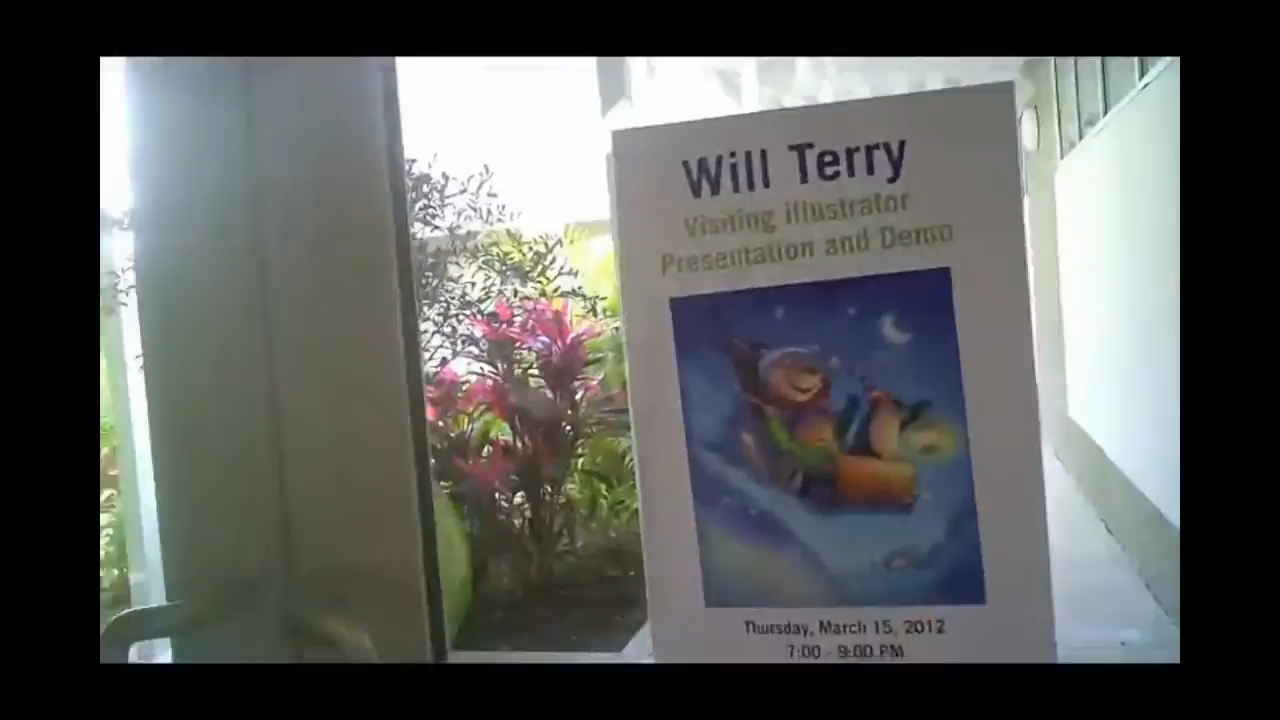 Will Terry
Visiting illustrator
Presentation and Demo
Thursday, March 15, 2012
7:00 - 9:00 PM